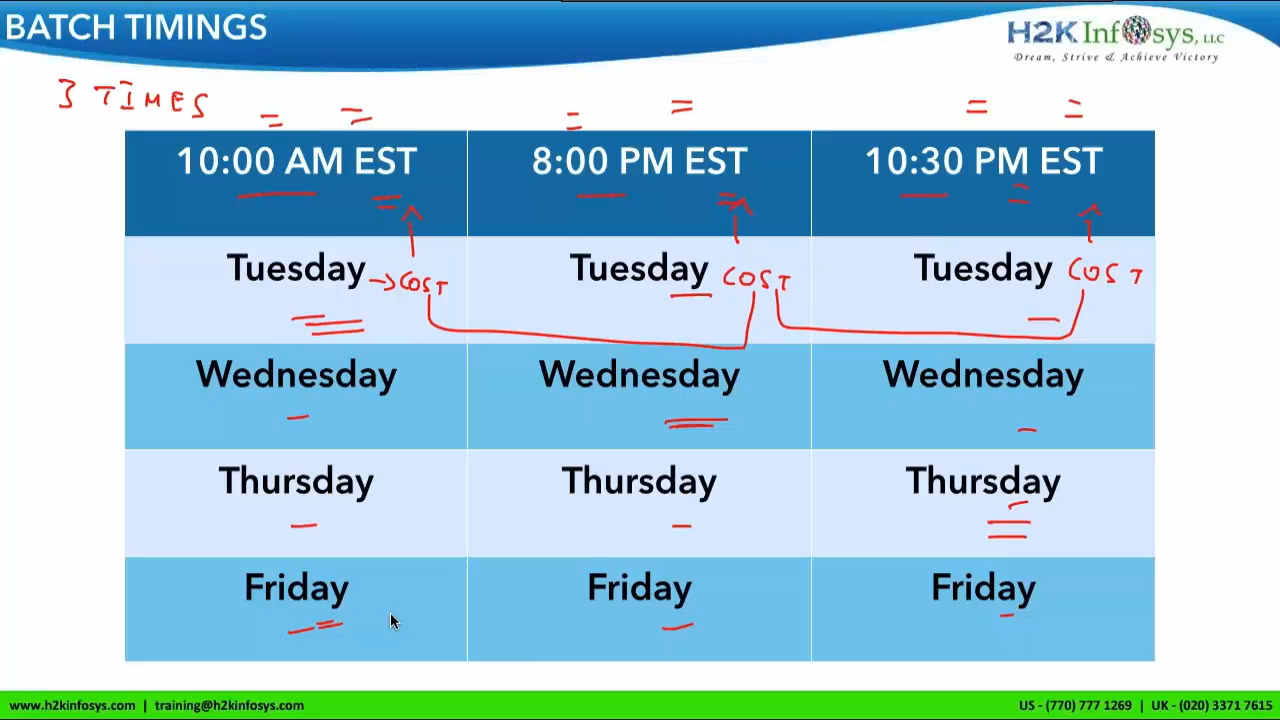 BATCH TIMINGS
H2K Infosys, LLC
Dream, Strive & Achieve Victory
3 TIMES
10:00 AM EST 8:00 PM EST 10:30 PM EST
Tuesday → COST Tuesday COST Tuesday COST
Wednesday Wednesday Wednesday
Thursday Thursday Thursday
Friday Friday Friday
www.h2kinfosys.com | training@h2kinfosys.com US - (770) 777 1269 | UK - (020) 3371 7615